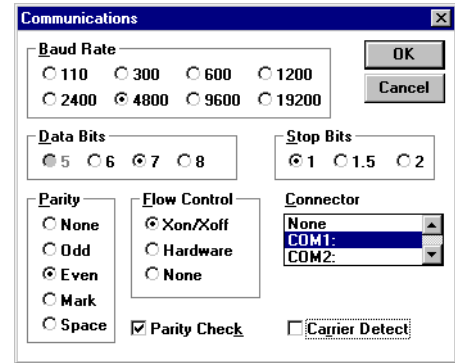 Communications
Baud Rate
110 300 600 1200
2400 4800 9600 19200
OK
Cancel
Data Bits
5 6 7 8
Stop Bits
1 1.5 2
Parity
None
Odd
Even
Mark
Space
Flow Control
Xon/Xoff
Hardware
None
Connector
None
COM1:
COM2:
Parity Check
Carrier Detect